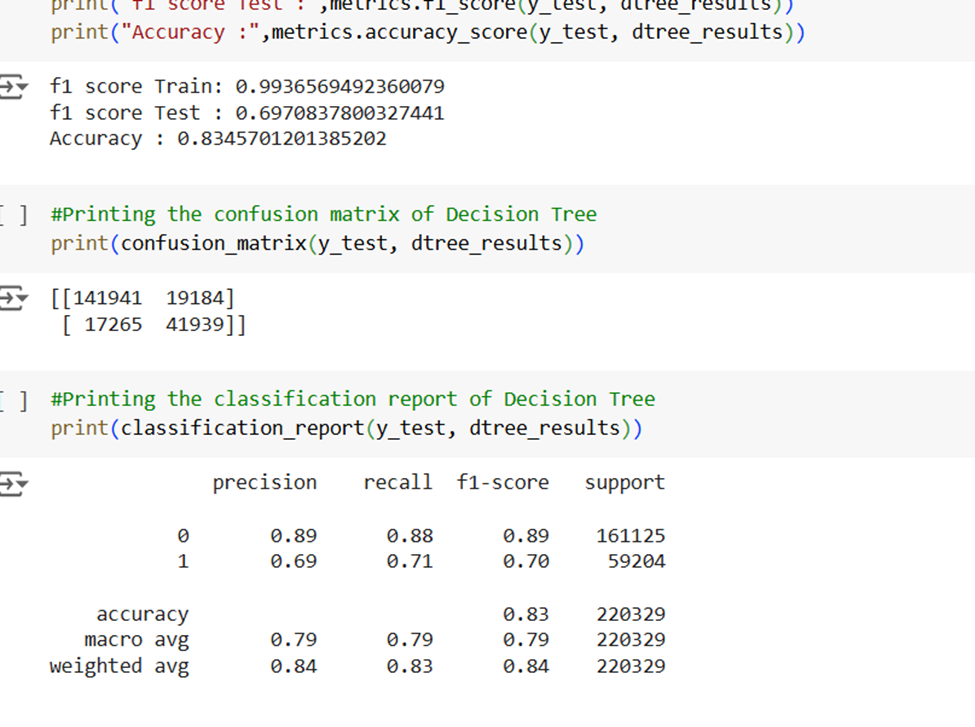 print( f1 score Test : ,metrics.f1_score(y_test, dtree_results))
print("Accuracy :",metrics.accuracy_score(y_test, dtree_results))
f1 score Train: 0.9936569492360079
f1 score Test : 0.6970837800327441
Accuracy : 0.8345701201385202
[ ] #Printing the confusion matrix of Decision Tree
print(confusion_matrix(y_test, dtree_results))
[[141941 19184]
[ 17265 41939]]
[ ] #Printing the classification report of Decision Tree
print(classification_report(y_test, dtree_results))
precision recall f1-score support
0 0.89 0.88 0.89 161125
1 0.69 0.71 0.70 59204
accuracy 0.83 220329
macro avg 0.79 0.79 0.79 220329
weighted avg 0.84 0.83 0.84 220329